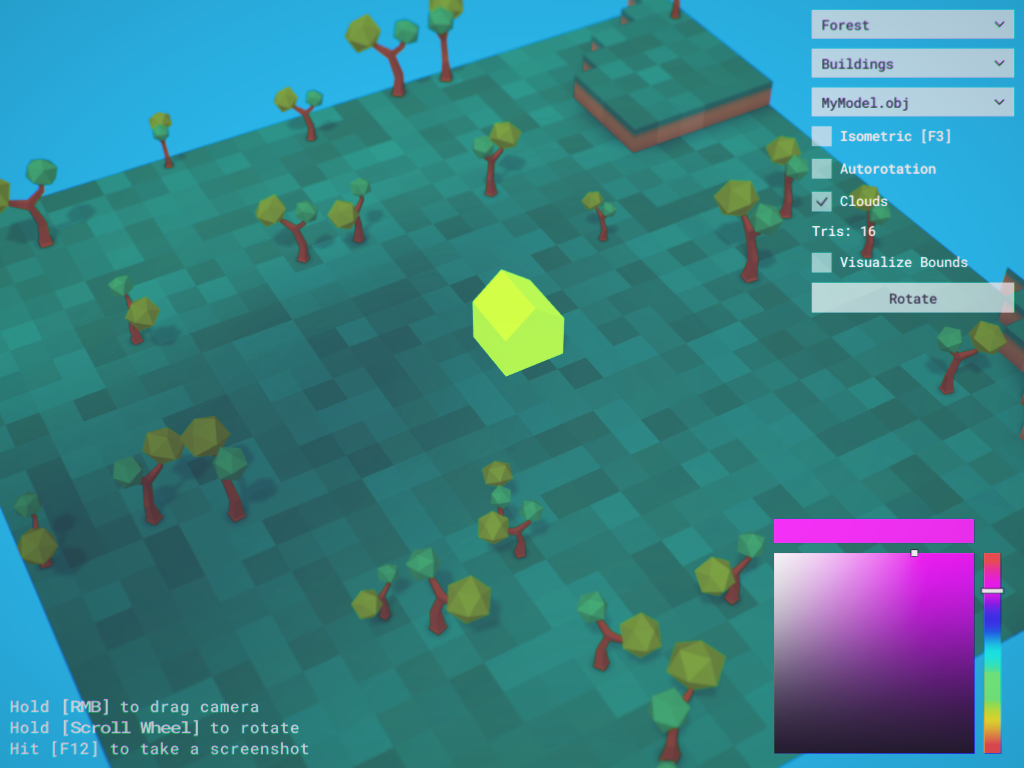 Forest
Buildings
MyModel.obj
Isometric [F3]
Autorotation
Clouds
Tris: 16
Visualize Bounds
Rotate
Hold [RMB] to drag camera
Hold [Scroll Wheel] to rotate
Hit [F12] to take a screenshot